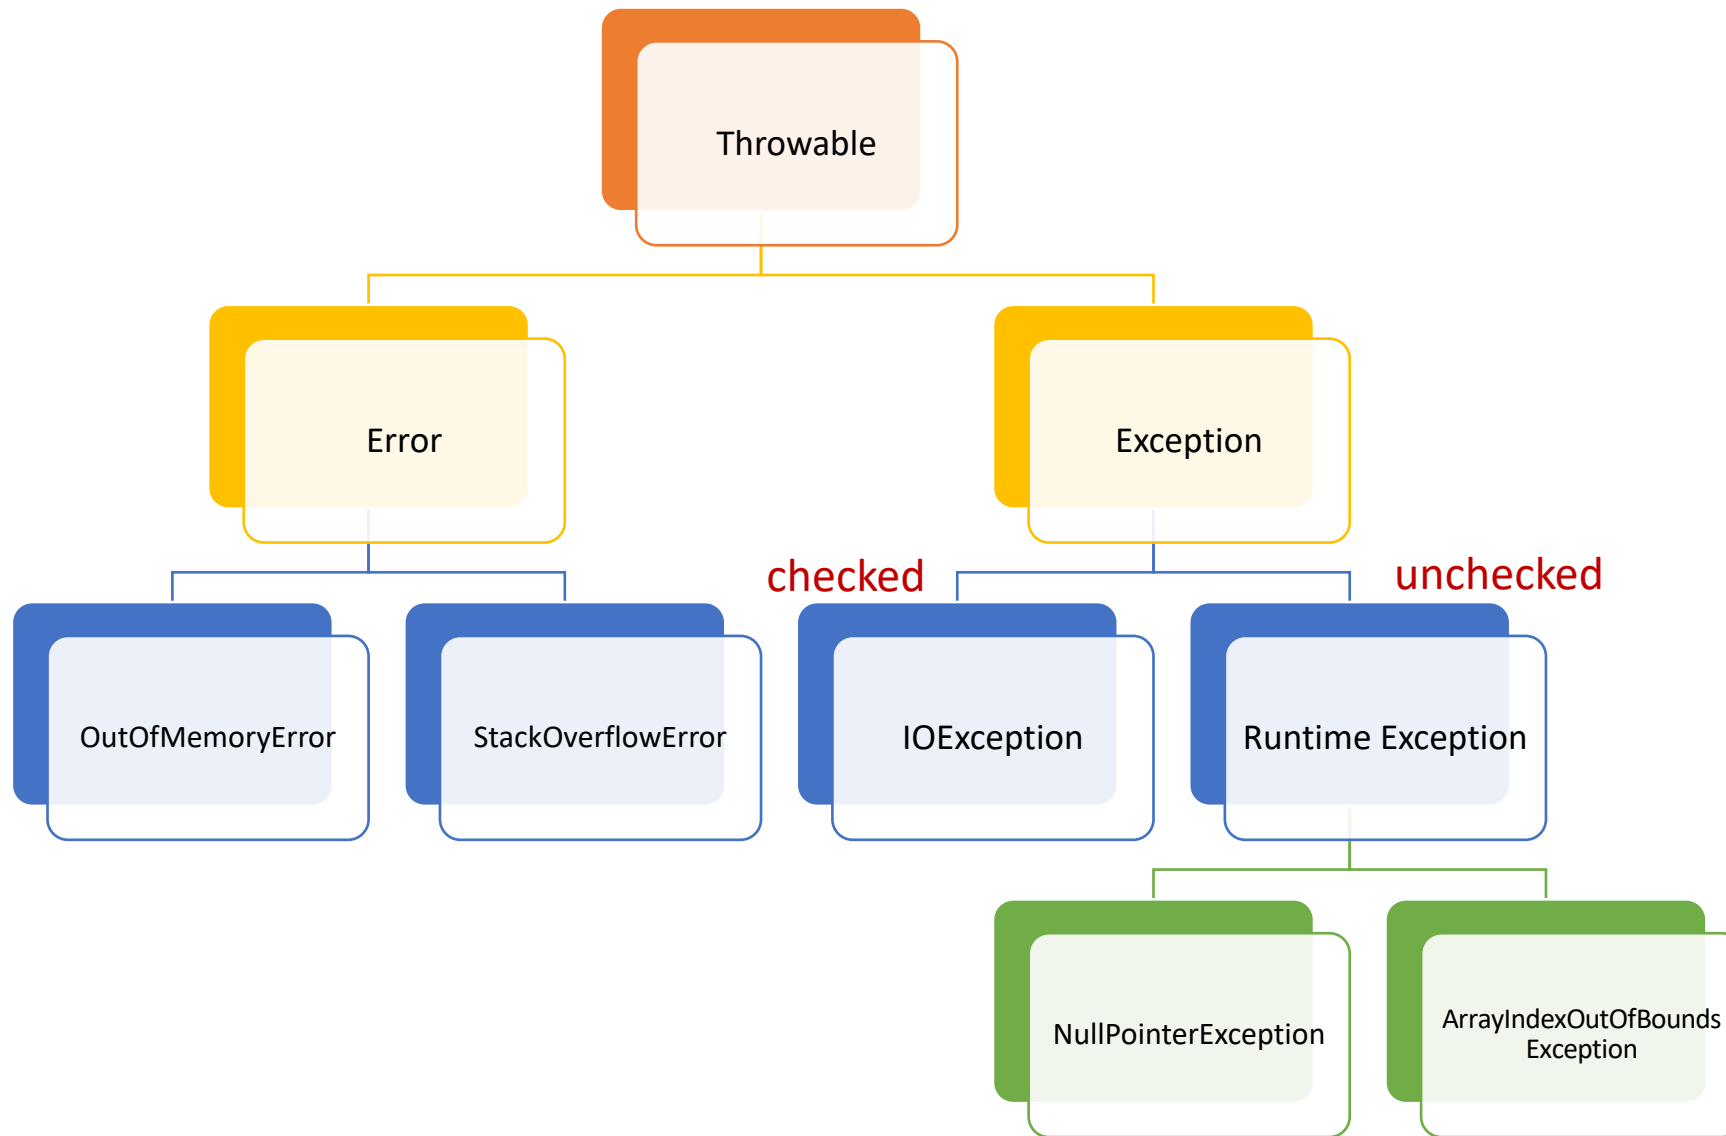 Throwable
Error
Exception
checked
unchecked
OutOfMemoryError
StackOverflowError
IOException
Runtime Exception
NullPointerException
ArrayIndexOutOfBounds
Exception